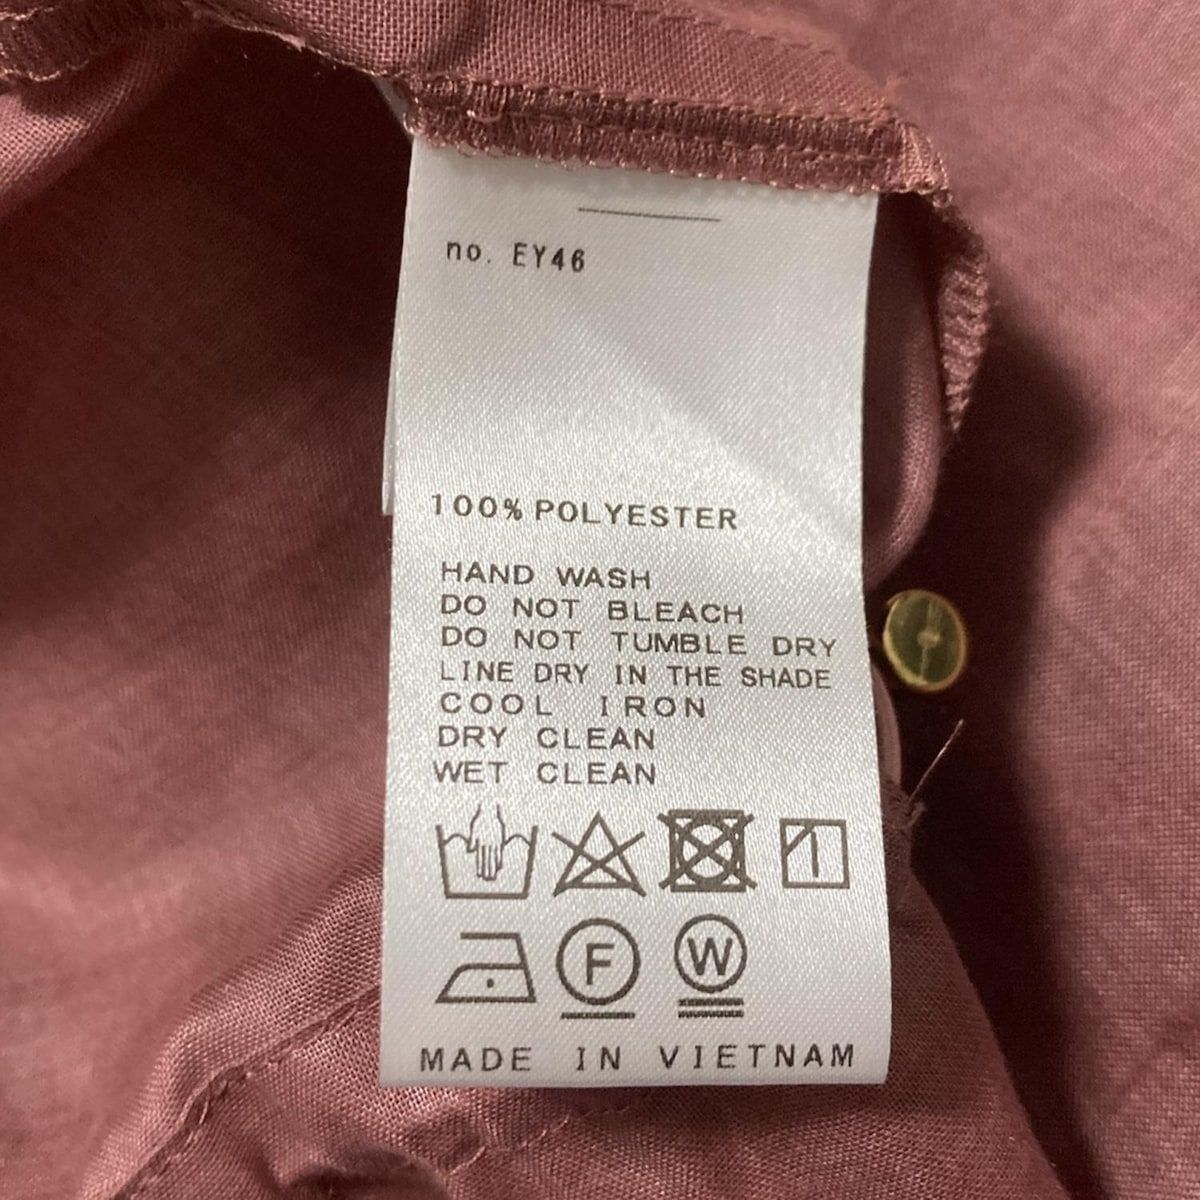 no. EY46
100% POLYESTER
HAND WASH
DO NOT BLEACH
DO NOT TUMBLE DRY
LINE DRY IN THE SHADE
COOL IRON
DRY CLEAN
WET CLEAN
F W
MADE IN VIETNAM